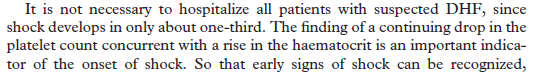 It is not necessary to hospitalize all patients with suspected DHF, since
shock develops in only about one-third. The finding of a continuing drop in the
platelet count concurrent with a rise in the haematocrit is an important indica-
tor of the onset of shock. So that early signs of shock can be recognized,